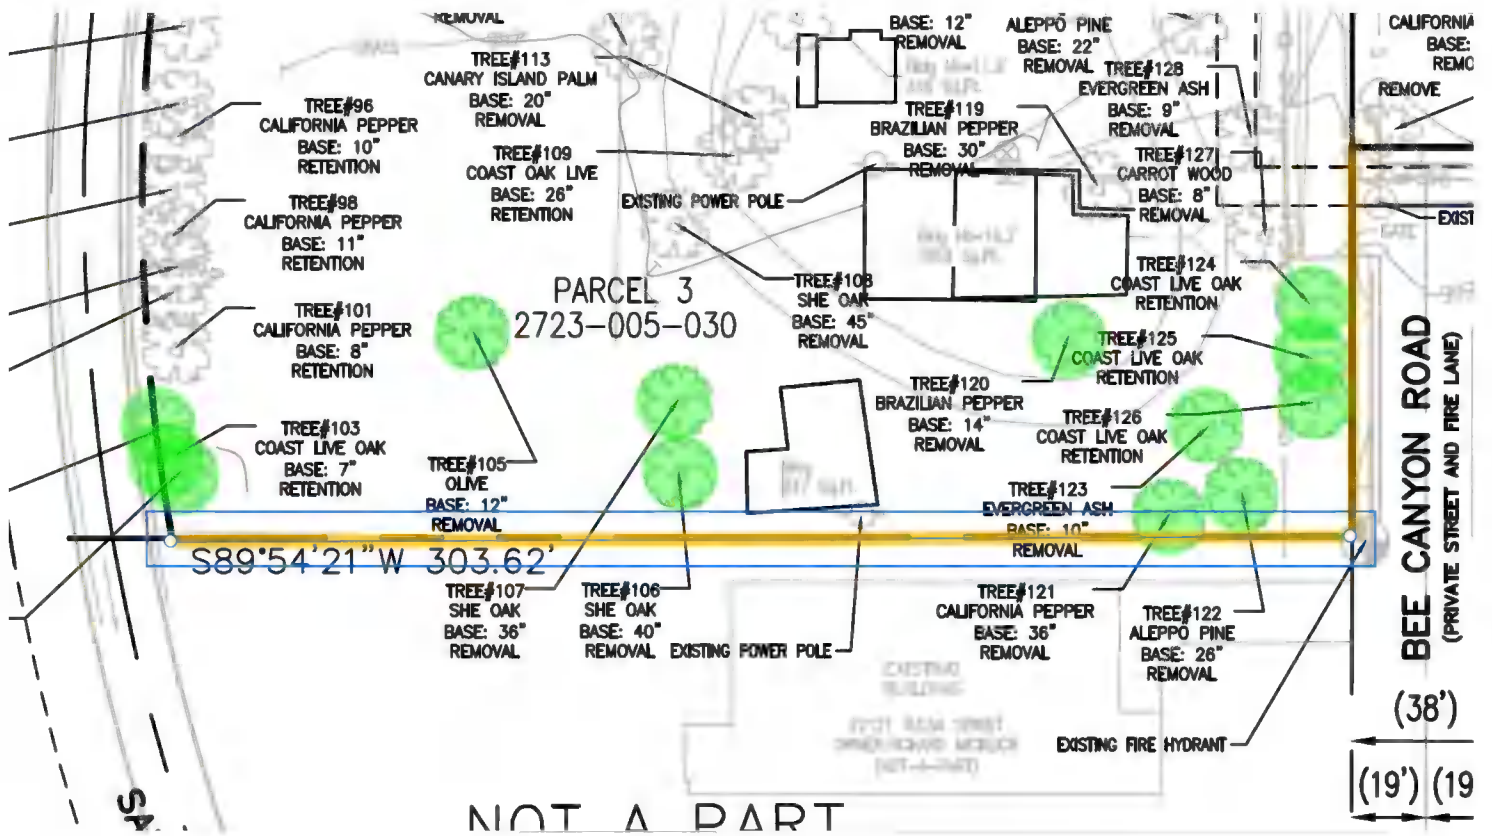 REMOVAL
TREE#113
CANARY ISLAND PALM
BASE: 20"
REMOVAL
BASE: 12"
REMOVAL
ALEPPO PINE
BASE: 22"
REMOVAL
TREE#128
EVERGREEN ASH
BASE: 9"
REMOVAL
CALIFORNIA
BASE:
REMO
REMOVE
TREE#96
CALIFORNIA PEPPER
BASE: 10"
RETENTION
TREE#109
COAST OAK LIVE
BASE: 26"
RETENTION
TREE#119
BRAZILIAN PEPPER
BASE: 30"
REMOVAL
TREE#127
CARROT WOOD
BASE: 8"
REMOVAL
EXISTING POWER POLE
EXIST
GATE
TREE#98
CALIFORNIA PEPPER
BASE: 11"
RETENTION
PARCEL 3
2723-005-030
TREE#108
SHE OAK
BASE: 45"
REMOVAL
TREE#124
COAST LIVE OAK
RETENTION
TREE#101
CALIFORNIA PEPPER
BASE: 8"
RETENTION
TREE#125
COAST LIVE OAK
RETENTION
TREE#120
BRAZILIAN PEPPER
BASE: 14"
REMOVAL
TREE#126
COAST LIVE OAK
RETENTION
TREE#103
COAST LIVE OAK
BASE: 7"
RETENTION
TREE#105
OLIVE
BASE: 12"
REMOVAL
TREE#123
EVERGREEN ASH
BASE: 10"
REMOVAL
S89°54'21"W 303.62'
TREE#107
SHE OAK
BASE: 36"
REMOVAL
TREE#106
SHE OAK
BASE: 40"
REMOVAL
EXISTING POWER POLE
TREE#121
CALIFORNIA PEPPER
BASE: 36"
REMOVAL
TREE#122
ALEPPO PINE
BASE: 26"
REMOVAL
BEE CANYON ROAD
(PRIVATE STREET AND FIRE LANE)
EXISTING
BUILDING
(NOT-A-PART)
EXISTING FIRE HYDRANT
(38')
(19')
(19
NOT A PART